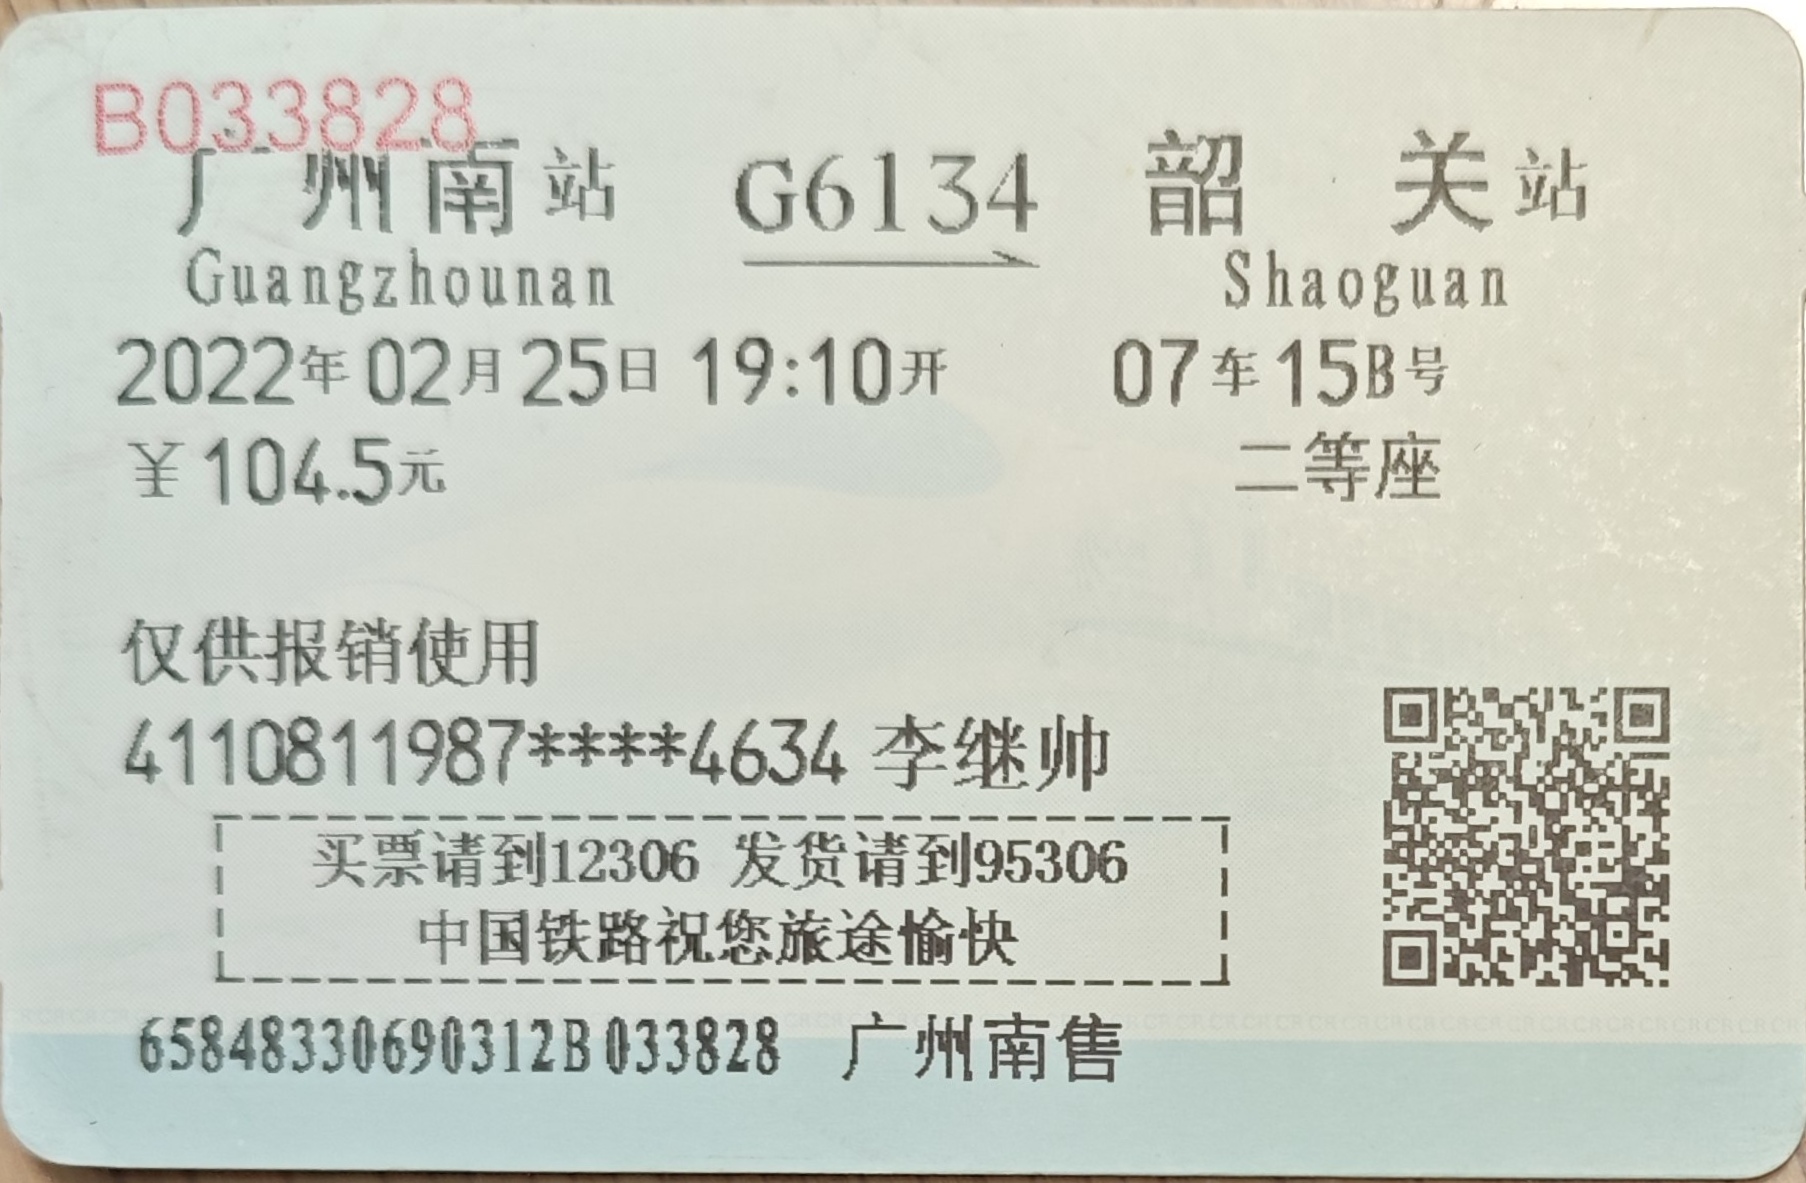 B033828
广州南站 G6134 韶关站
Guangzhounan Shaoguan
2022年02月25日 19:10开 07车15B号
￥104.5元 二等座
仅供报销使用
4110811987****4634 李继帅
买票请到12306 发货请到95306
中国铁路祝您旅途愉快
65848330690312B033828 广州南售